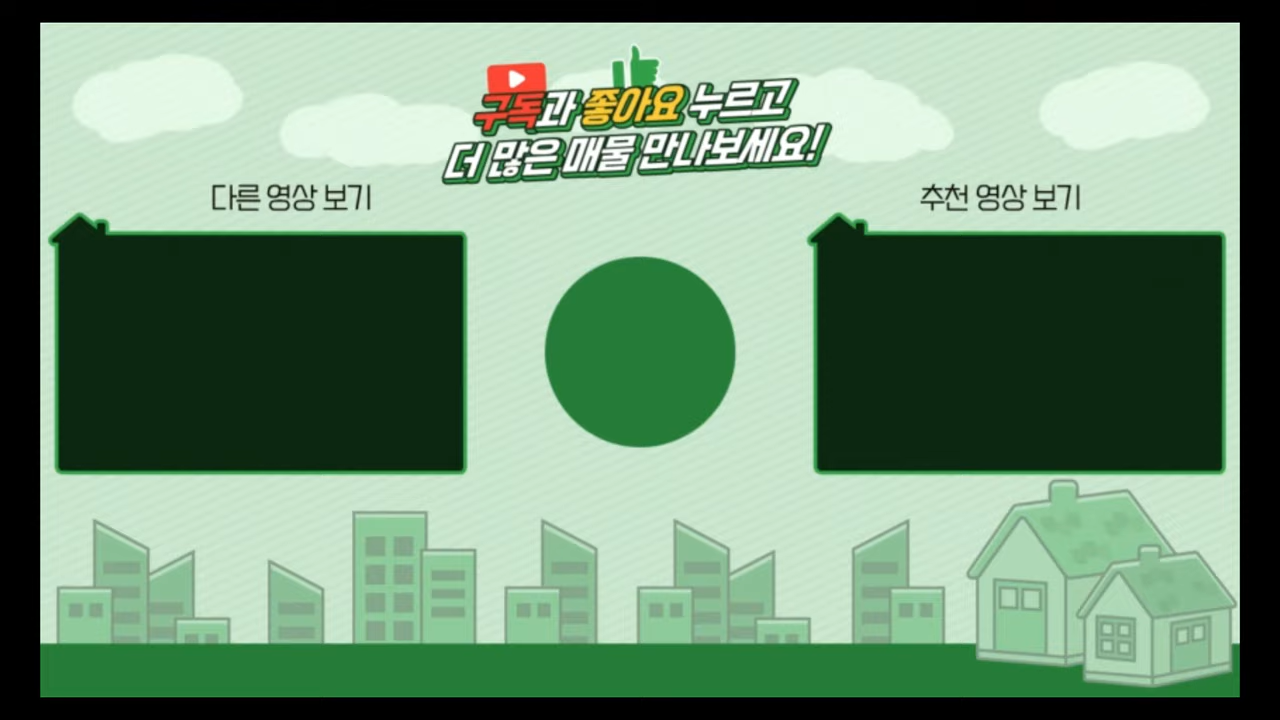 구독과 좋아요 누르고
더 많은 매물 만나보세요!
다른 영상 보기
추천 영상 보기